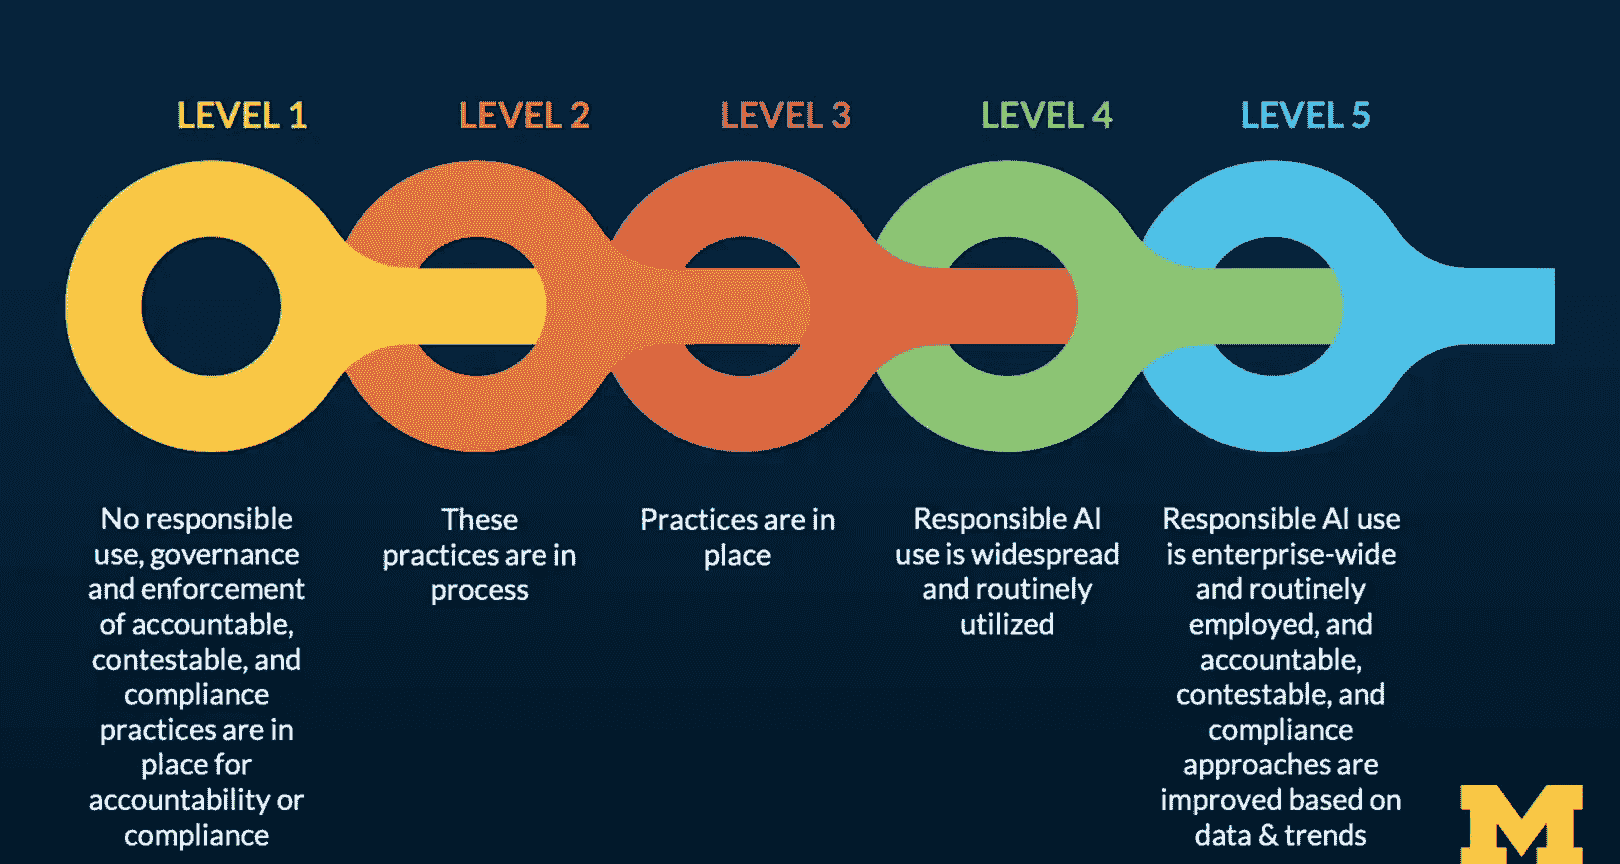 LEVEL 1
No responsible
use, governance
and enforcement
of accountable,
contestable, and
compliance
practices are in
place for
accountability or
compliance
LEVEL 2
These
practices are in
process
LEVEL 3
Practices are in
place
LEVEL 4
Responsible AI
use is widespread
and routinely
utilized
LEVEL 5
Responsible AI use
is enterprise-wide
and routinely
employed, and
accountable,
contestable, and
compliance
approaches are
improved based on
data & trends
M